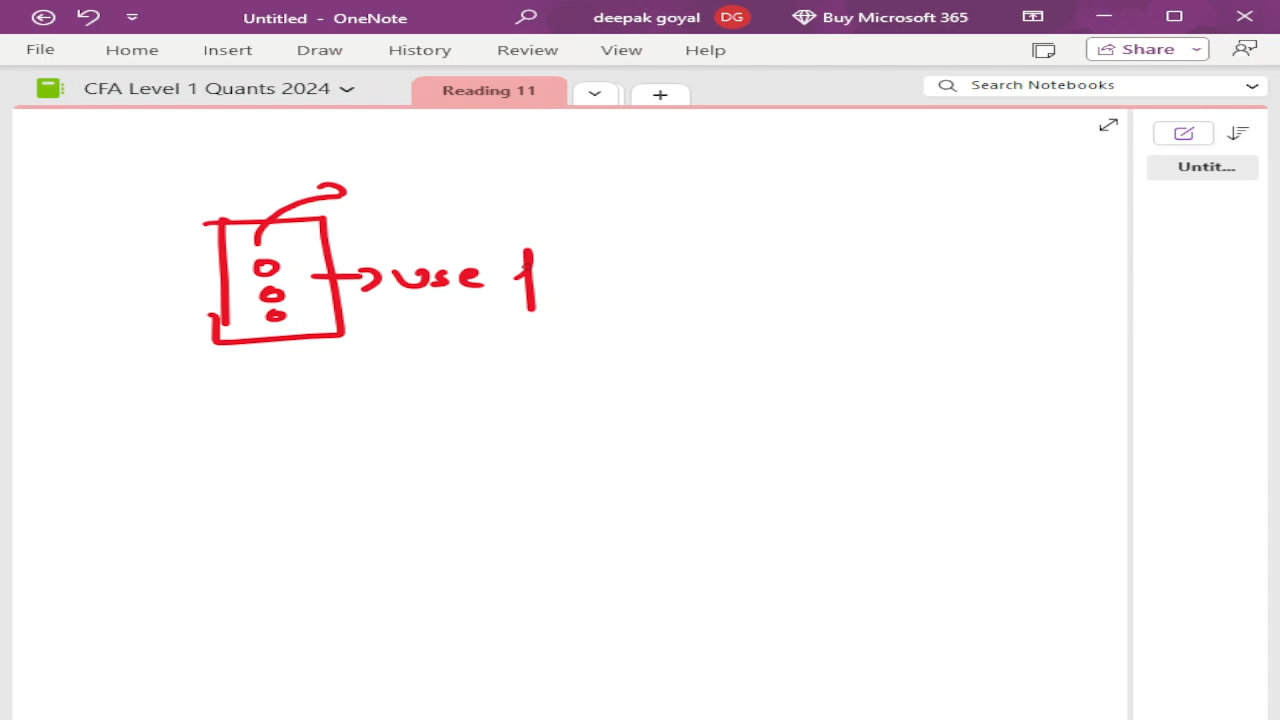 Untitled - OneNote
deepak goyal DG Buy Microsoft 365
File Home Insert Draw History Review View Help Share
CFA Level 1 Quants 2024 Reading 11 + Search Notebooks
Untit...
use 1